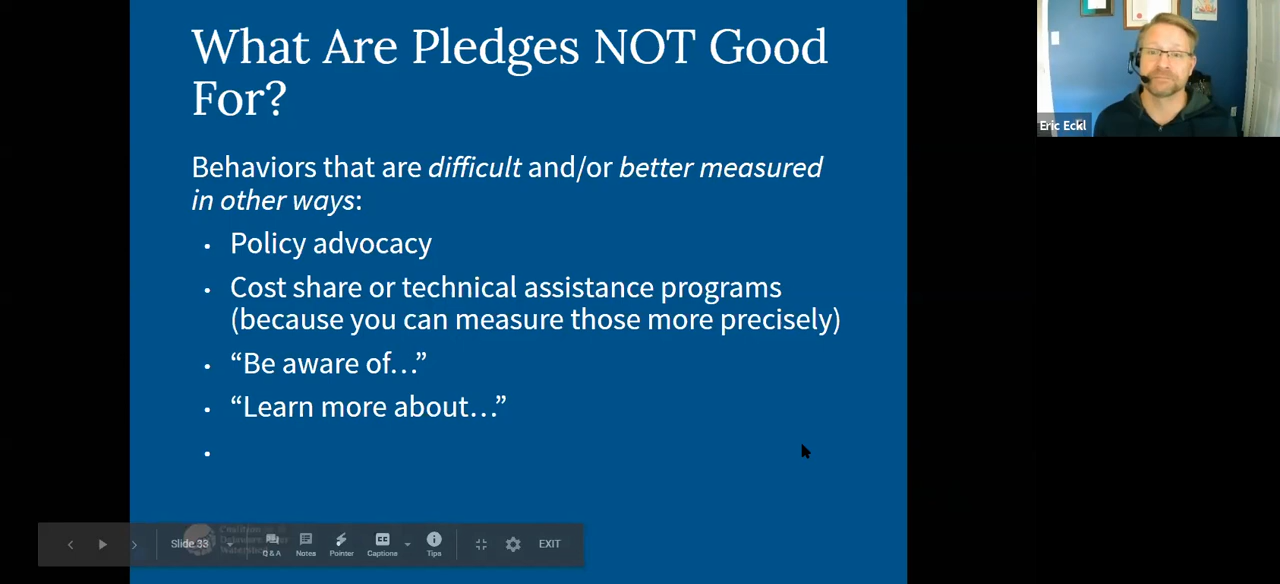 What Are Pledges NOT Good
For?
Eric Eckl
Behaviors that are difficult and/or better measured
in other ways:
• Policy advocacy
• Cost share or technical assistance programs
(because you can measure those more precisely)
• “Be aware of…”
• “Learn more about…”
•
Slide 33
Q & A
Notes
Pointer
Captions
Tips
EXIT